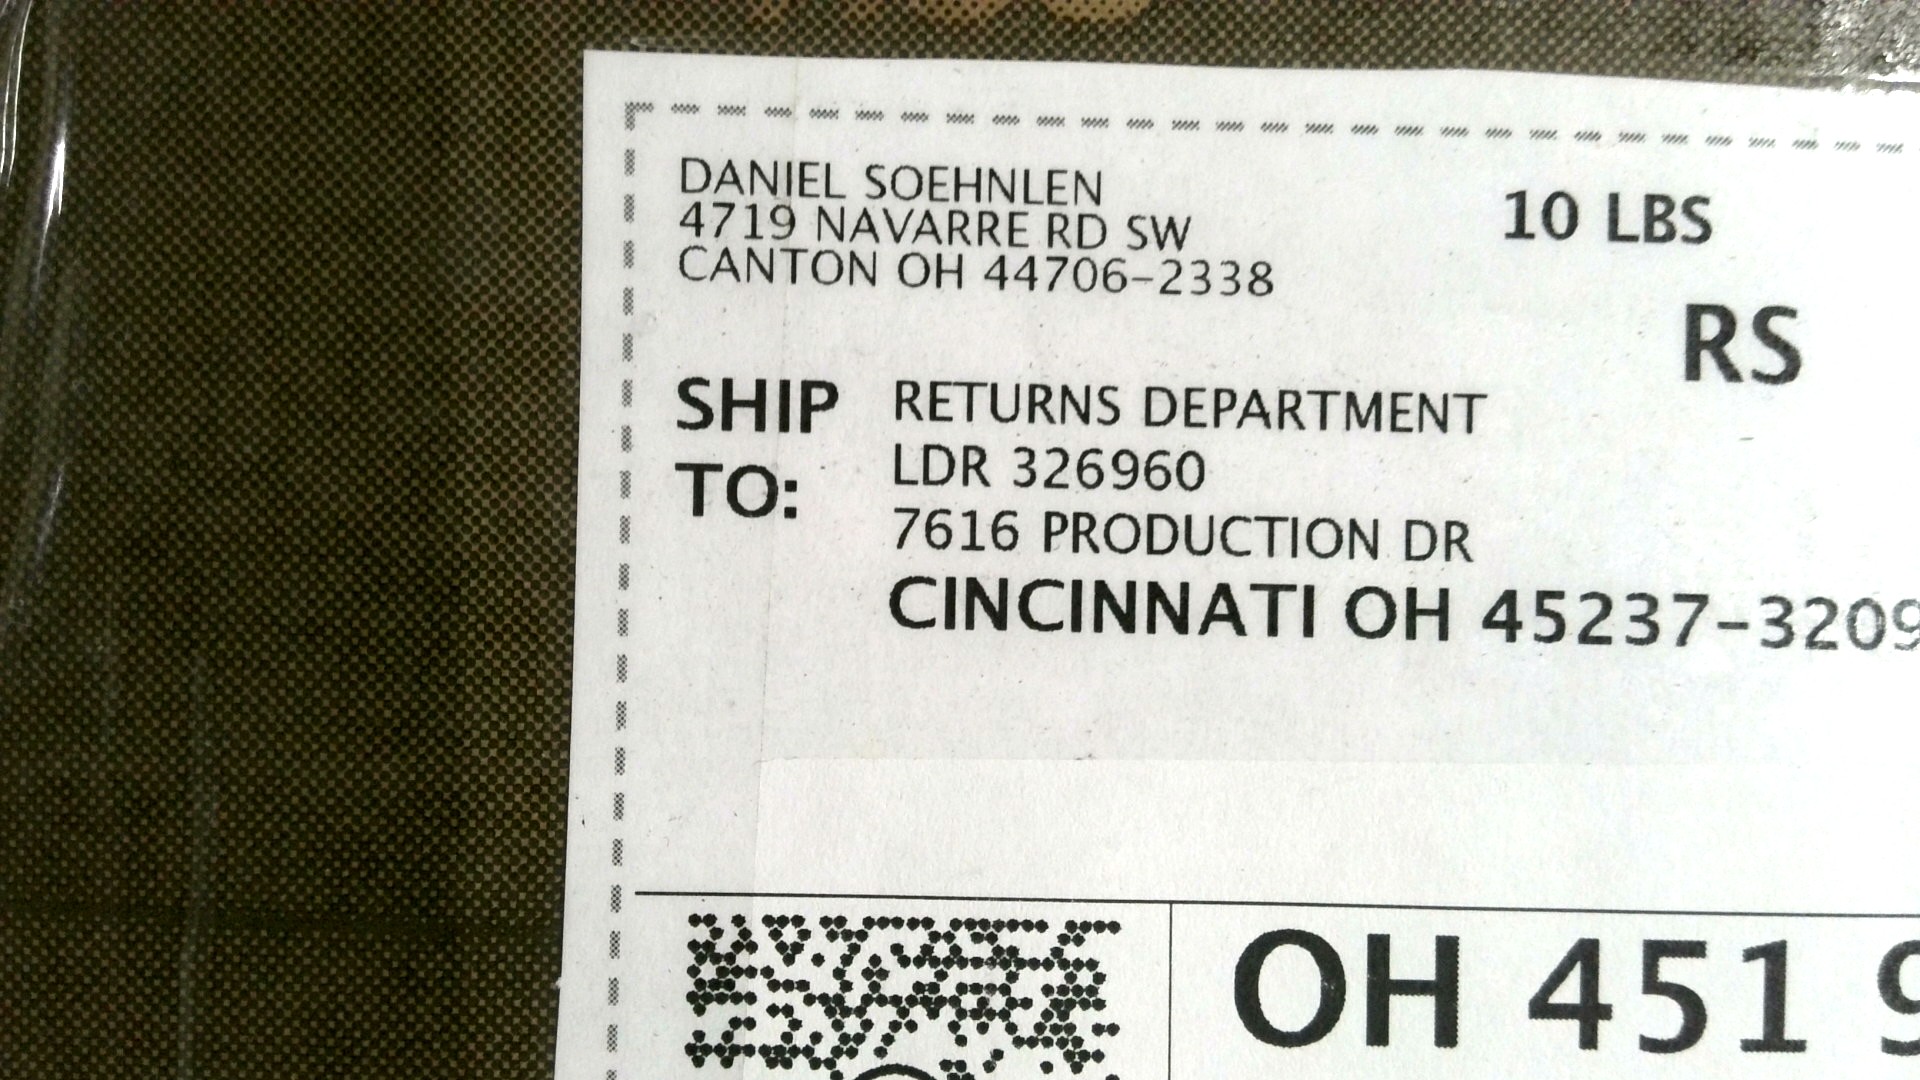 DANIEL SOEHNLEN
4719 NAVARRE RD SW
CANTON OH 44706-2338
10 LBS
RS
SHIP TO:
RETURNS DEPARTMENT
LDR 326960
7616 PRODUCTION DR
CINCINNATI OH 45237-3209
OH 451 9